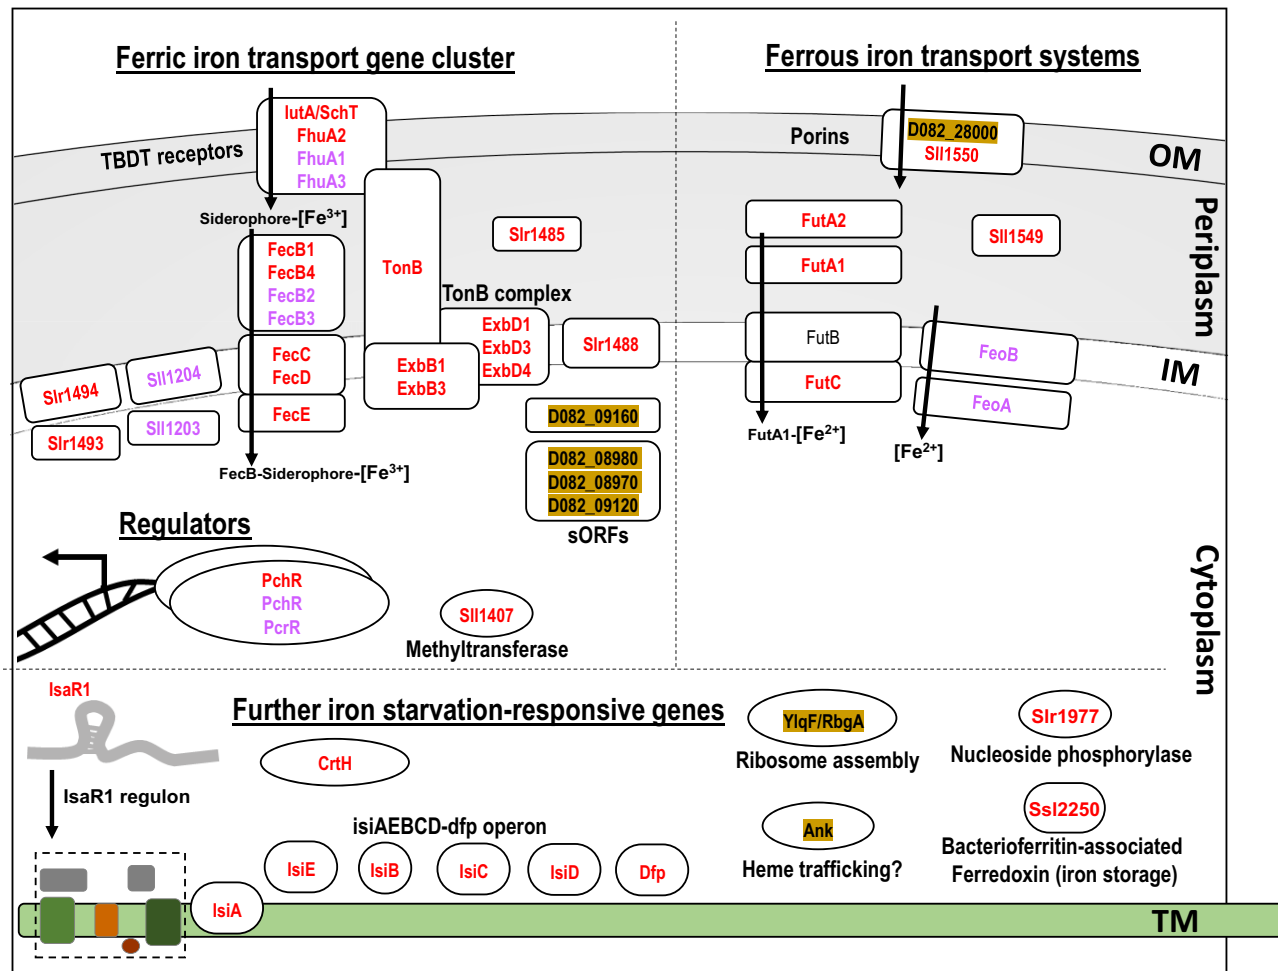 Ferric iron transport gene cluster
Ferrous iron transport systems
IutA/SchT
FhuA2
FhuA1
FhuA3
TBDT receptors
Siderophore-[Fe³⁺]
FecB1
FecB4
FecB2
FecB3
TonB
Slr1485
TonB complex
ExbD1
ExbD3
ExbD4
Slr1488
ExbB1
ExbB3
FecC
FecD
FecE
Slr1494
Sll1204
Slr1493
Sll1203
FecB-Siderophore-[Fe³⁺]
D082_09160
D082_08980
D082_08970
D082_09120
sORFs
Porins
D082_28000
Sll1550
OM
Periplasm
FutA2
FutA1
Sll1549
FutB
FutC
FeoB
FeoA
IM
FutA1-[Fe²⁺]
[Fe²⁺]
Cytoplasm
Regulators
PchR
PchR
PcrR
Sll1407
Methyltransferase
IsaR1
IsaR1 regulon
Further iron starvation-responsive genes
CrtH
isiAEBCD-dfp operon
IsiE
IsiB
IsiC
IsiD
Dfp
IsiA
YlqF/RbgA
Ribosome assembly
Slr1977
Nucleoside phosphorylase
Ank
Heme trafficking?
Ssl2250
Bacterioferritin-associated
Ferredoxin (iron storage)
TM